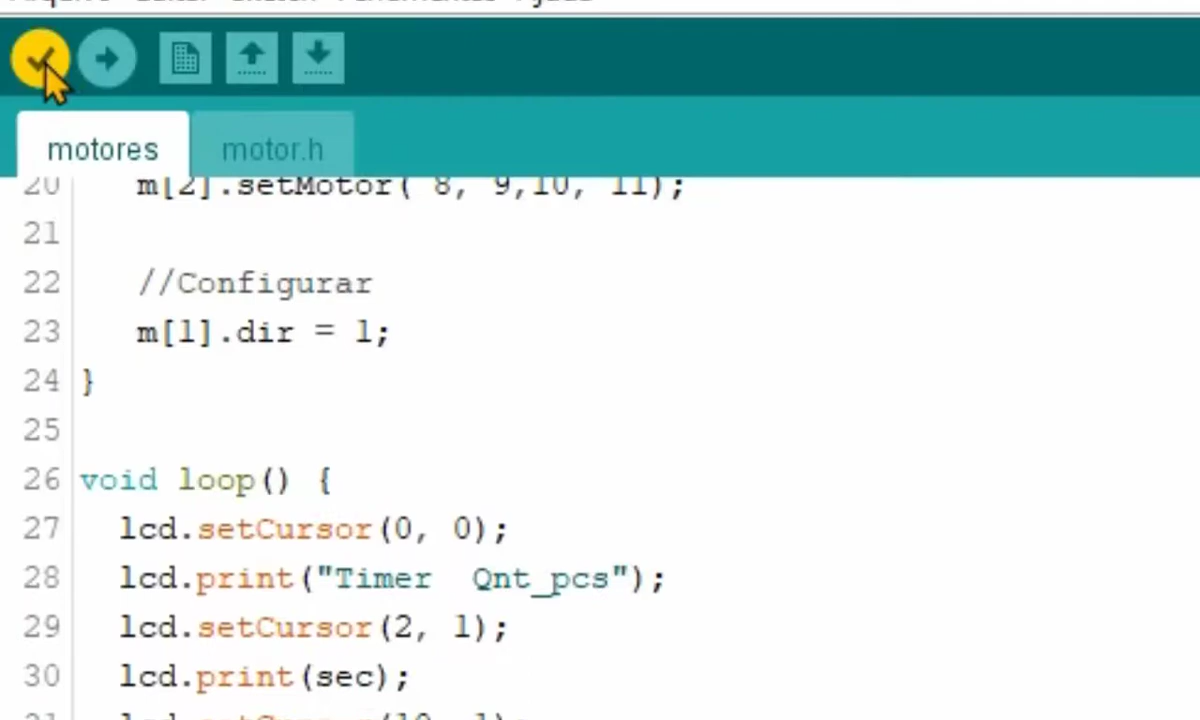 motores motor.h
20 m[2].setMotor( 8, 9,10, 11);
21
22 //Configurar
23 m[1].dir = 1;
24 }
25
26 void loop() {
27 lcd.setCursor(0, 0);
28 lcd.print("Timer  Qnt_pcs");
29 lcd.setCursor(2, 1);
30 lcd.print(sec);